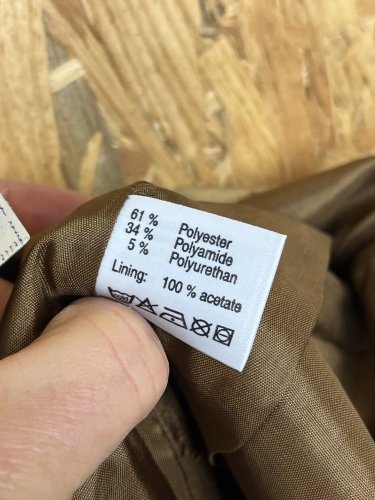 61 % Polyester
34 % Polyamide
5 % Polyurethan
Lining: 100 % acetate